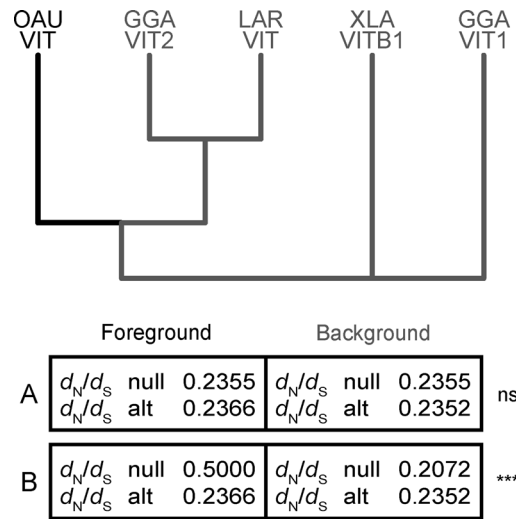 OAU GGA LAR XLA GGA
VIT VIT2 VIT VITB1 VIT1
Foreground Background
A dN/dS null 0.2355 dN/dS null 0.2355 ns
dN/dS alt 0.2366 dN/dS alt 0.2352
B dN/dS null 0.5000 dN/dS null 0.2072 ***
dN/dS alt 0.2366 dN/dS alt 0.2352